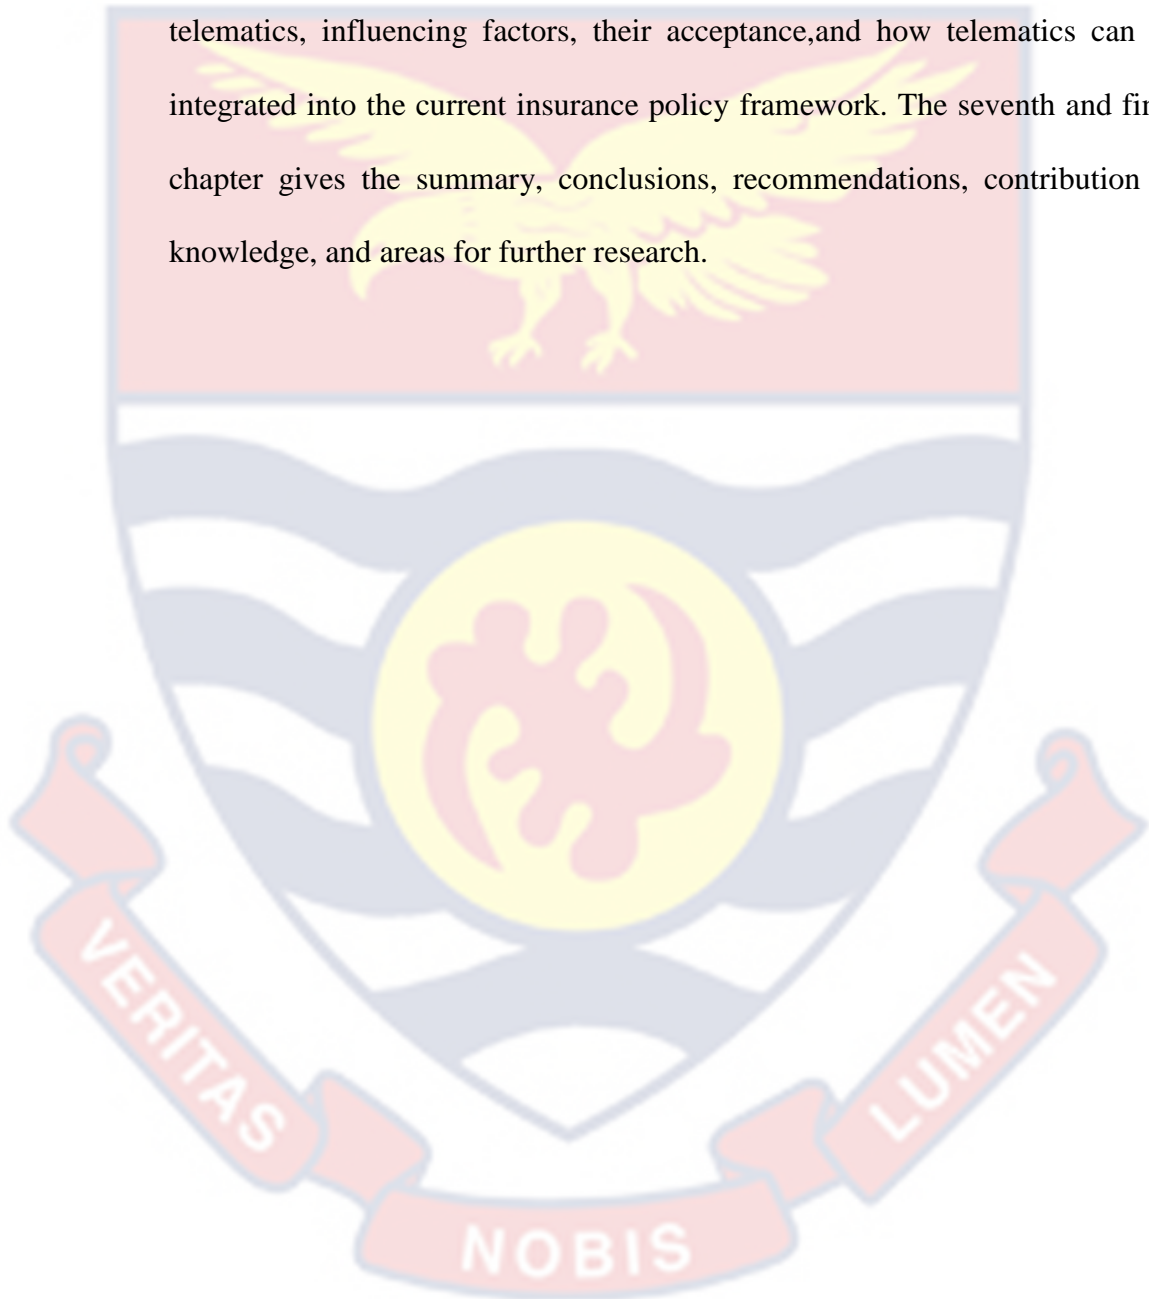 telematics, influencing factors, their acceptance,and how telematics can
integrated into the current insurance policy framework. The seventh and
chapter gives the summary, conclusions, recommendations, contribution
knowledge, and areas for further research.
VERITAS
NOBIS
LUMEN